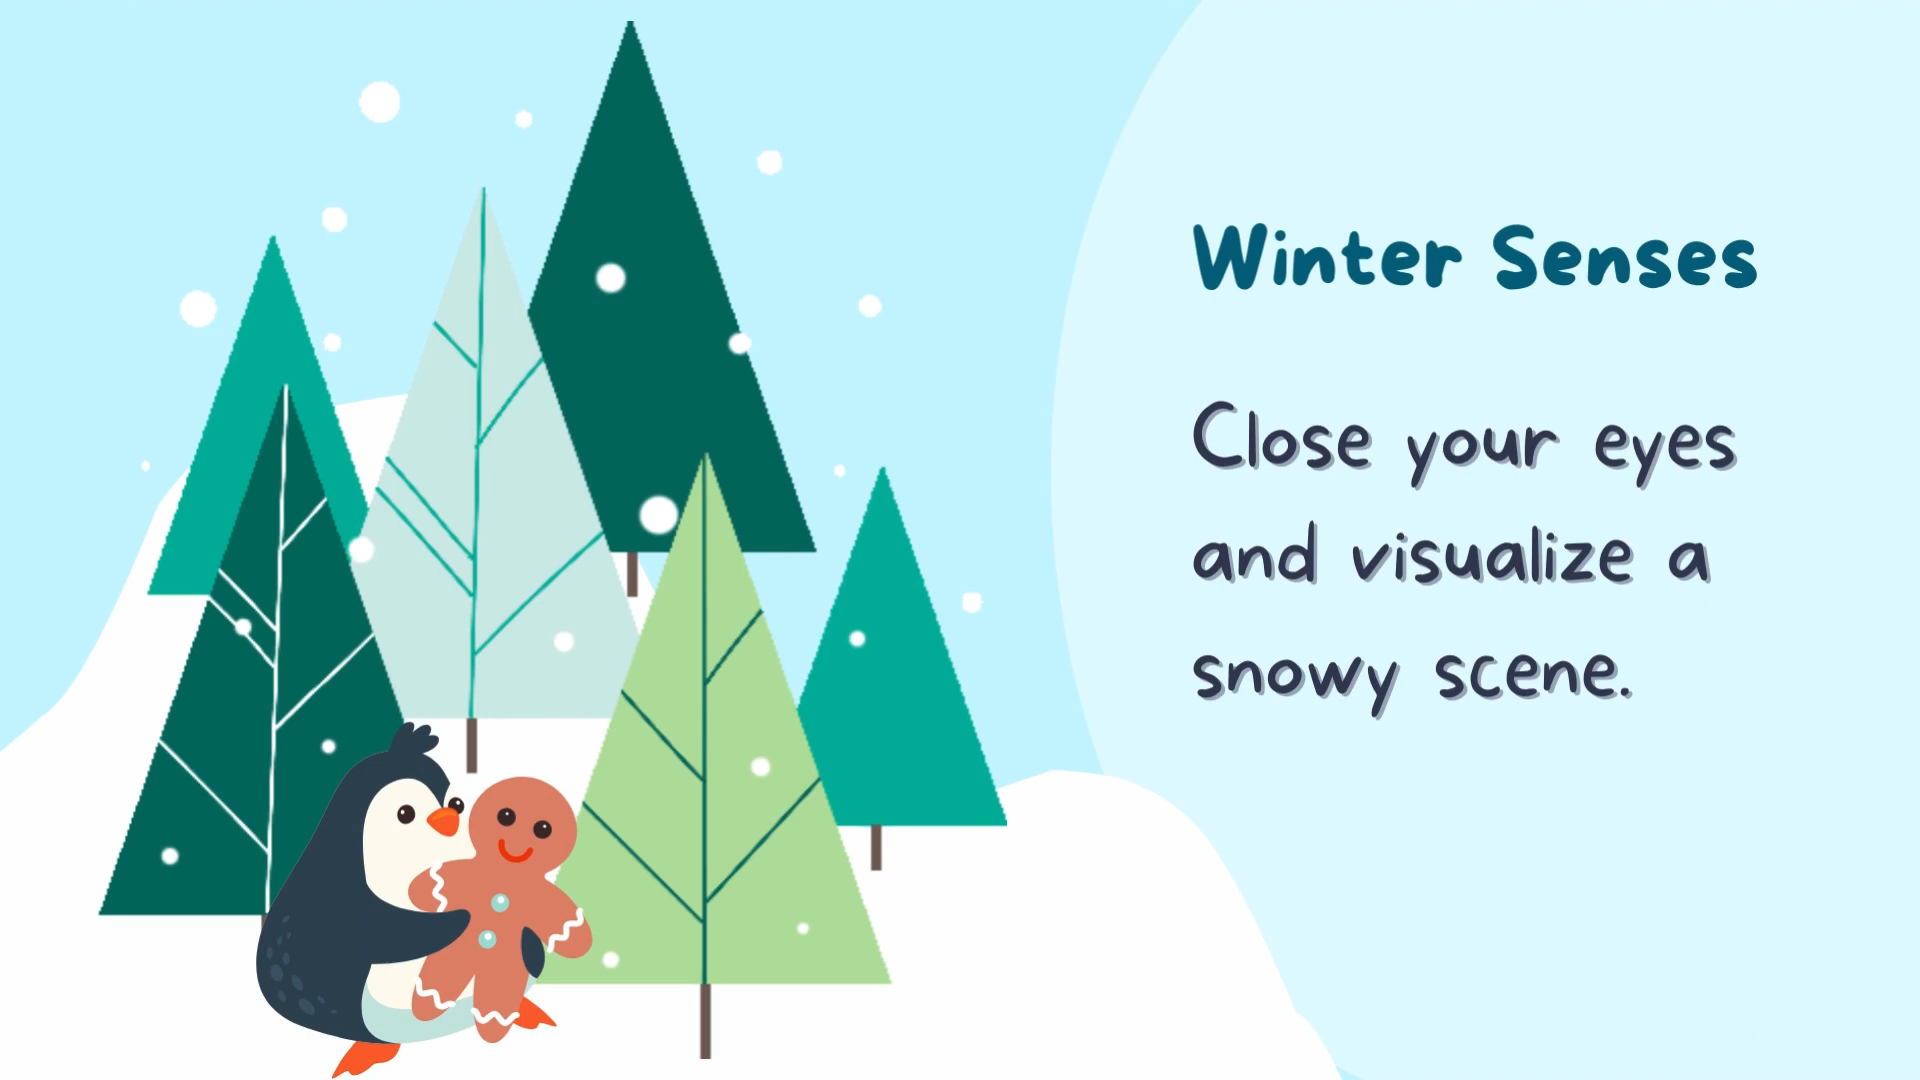 Winter Senses
Close your eyes
and visualize a
snowy scene.